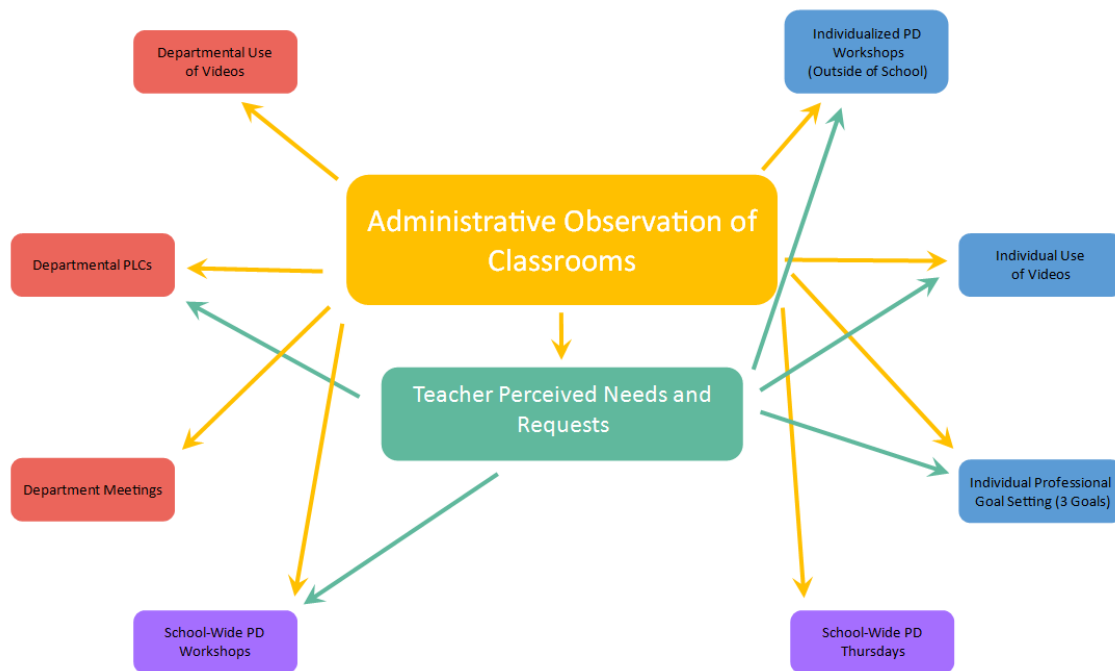 Departmental Use
of Videos
Individualized PD
Workshops
(Outside of School)
Administrative Observation of
Classrooms
Departmental PLCs
Individual Use
of Videos
Teacher Perceived Needs and
Requests
Department Meetings
Individual Professional
Goal Setting (3 Goals)
School-Wide PD
Workshops
School-Wide PD
Thursdays